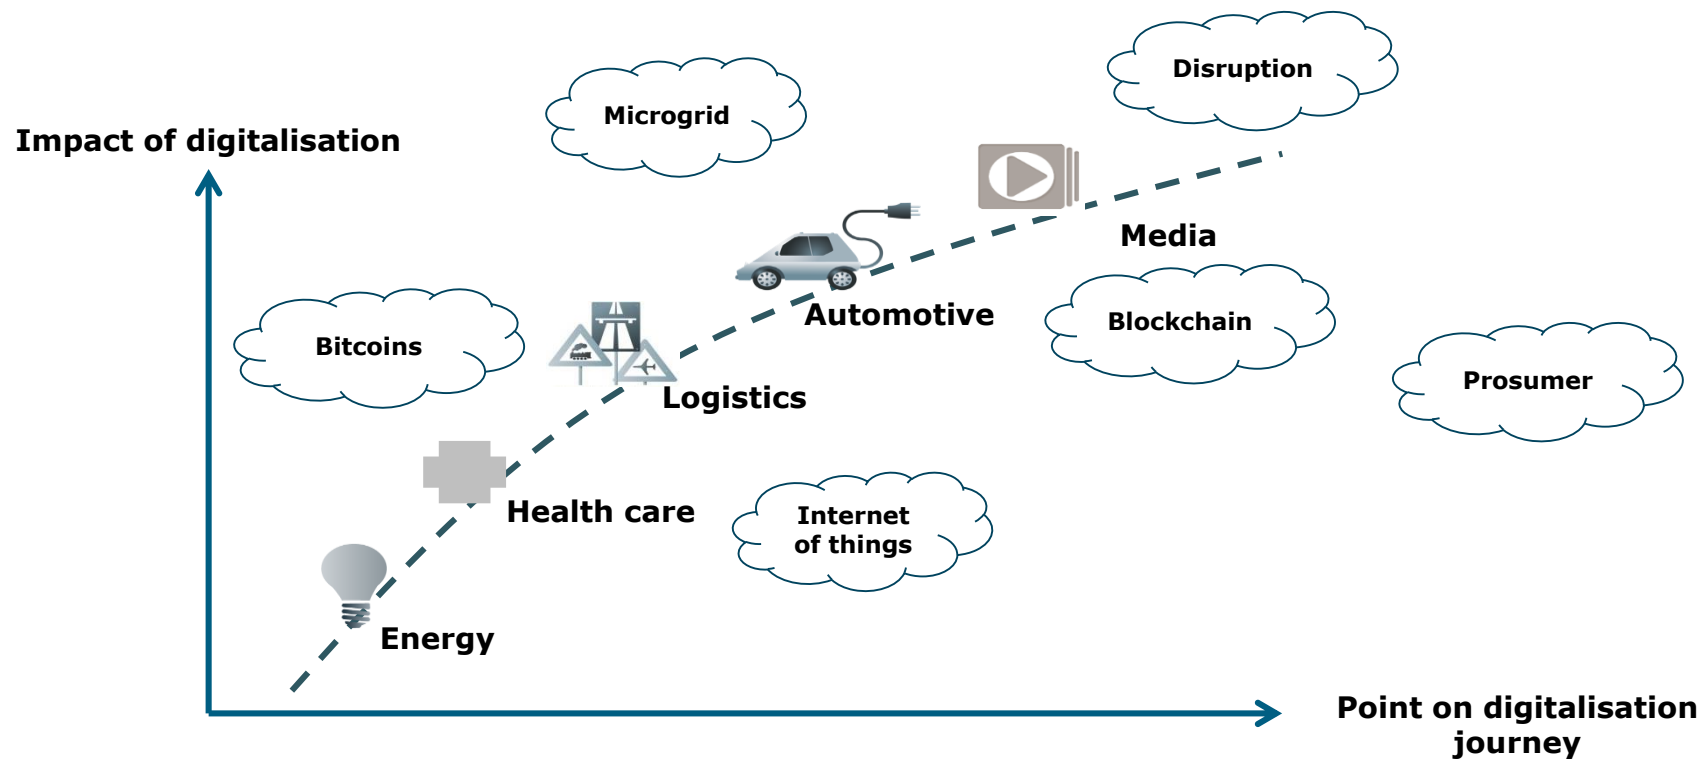 Disruption
Microgrid
Impact of digitalisation
Media
Automotive
Blockchain
Bitcoins
Prosumer
Logistics
Health care
Internet
of things
Energy
Point on digitalisation
journey